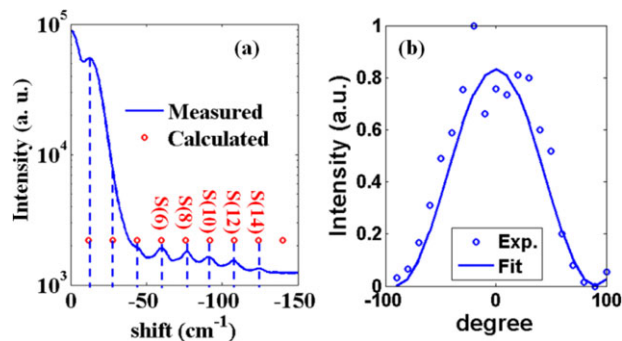 (a)
Intensity (a. u.)
10^5
10^4
10^3
Measured
Calculated
S(6)
S(8)
S(10)
S(12)
S(14)
0 -50 -100 -150
shift (cm^-1)
(b)
Intensity (a.u.)
1
0.8
0.6
0.4
0.2
0
Exp.
Fit
-100 0 100
degree